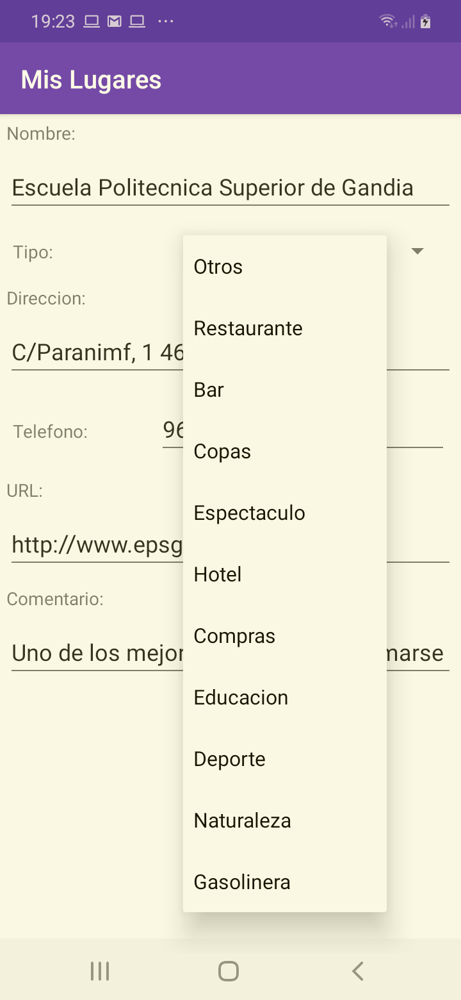 19:23
Mis Lugares
Nombre:
Escuela Politecnica Superior de Gandia
Tipo:
Otros
Direccion:
Restaurante
C/Paranimf, 1 46
Bar
Telefono:
96
Copas
URL:
Espectaculo
http://www.epsg
Hotel
Comentario:
Compras
Uno de los mejor
marse
Educacion
Deporte
Naturaleza
Gasolinera